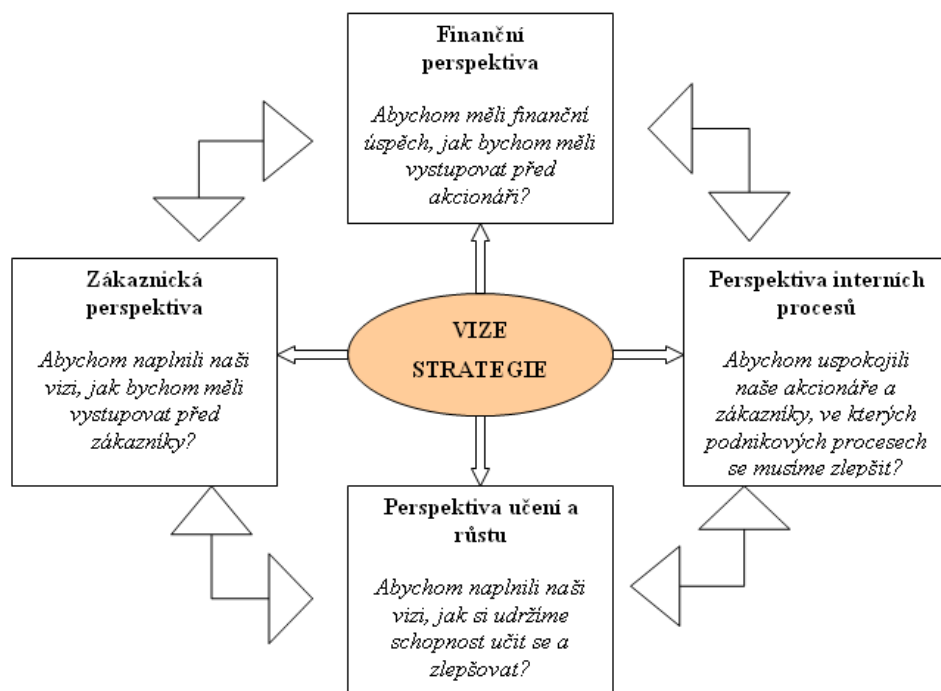 Finanční
perspektiva
Abychom měli finanční
úspěch, jak bychom měli
vystupovat před
akcionáři?
Zákaznická
perspektiva
Abychom naplnili naši
vizi, jak bychom měli
vystupovat před
zákazníky?
VIZE
STRATEGIE
Perspektiva interních
procesů
Abychom uspokojili
naše akcionáře a
zákazníky, ve kterých
podnikových procesech
se musíme zlepšit?
Perspektiva učení a
růstu
Abychom naplnili naši
vizi, jak si udržíme
schopnost učit se a
zlepšovat?